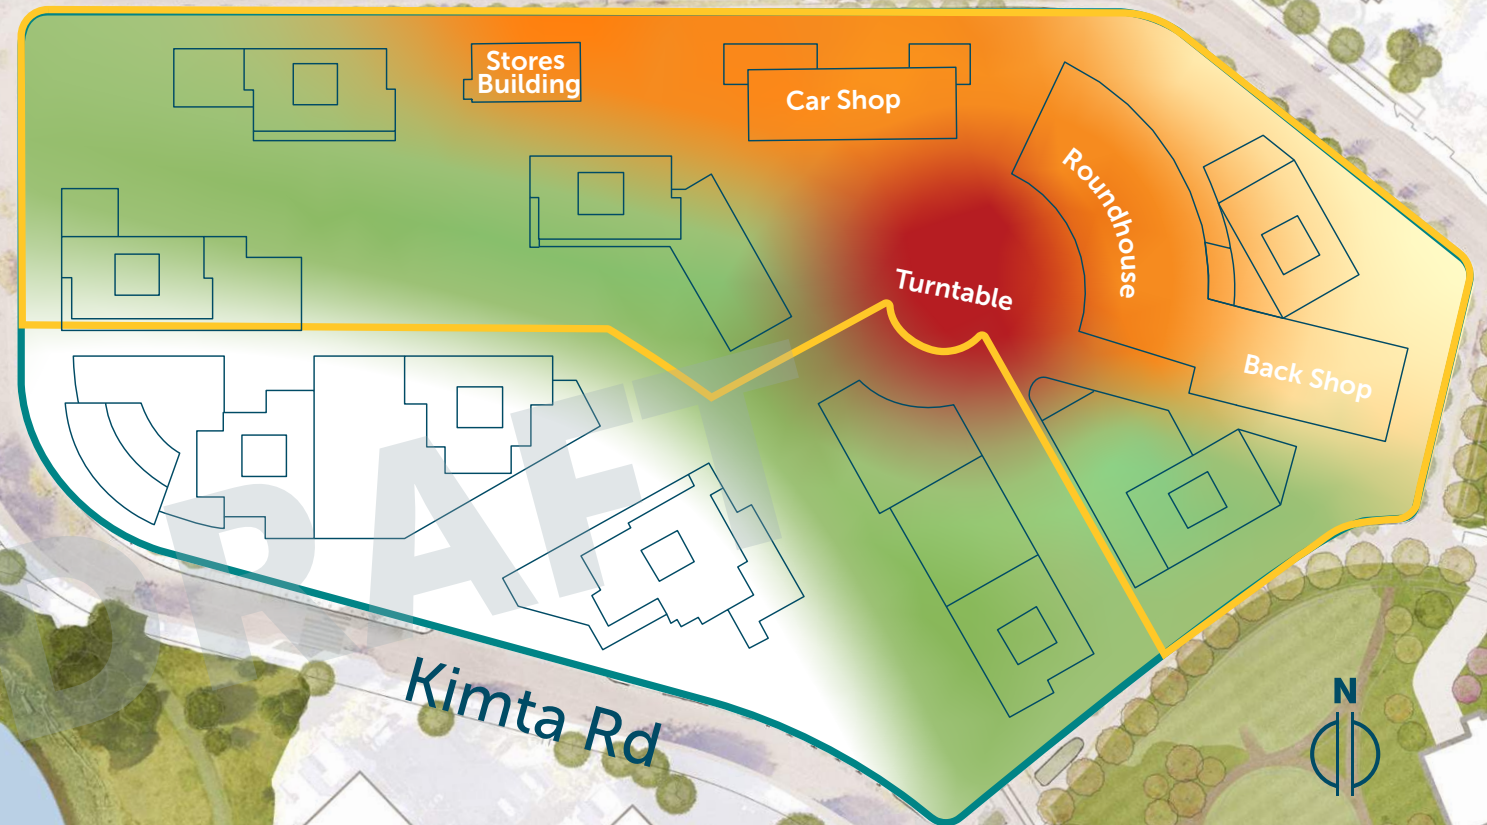 Stores
Building
Car Shop
Roundhouse
Turntable
Back Shop
DRAFT
Kimta Rd
N